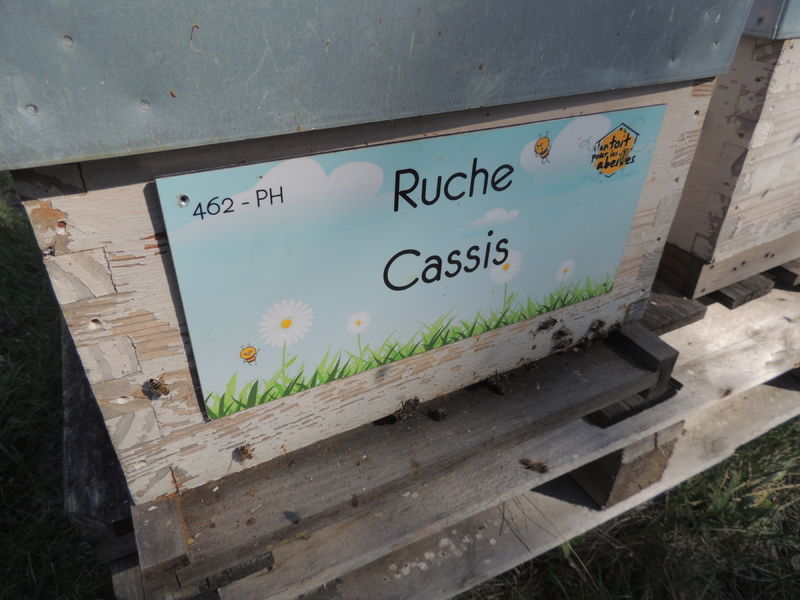 462 - PH
Ruche
Cassis
un toit
pour les
abeilles